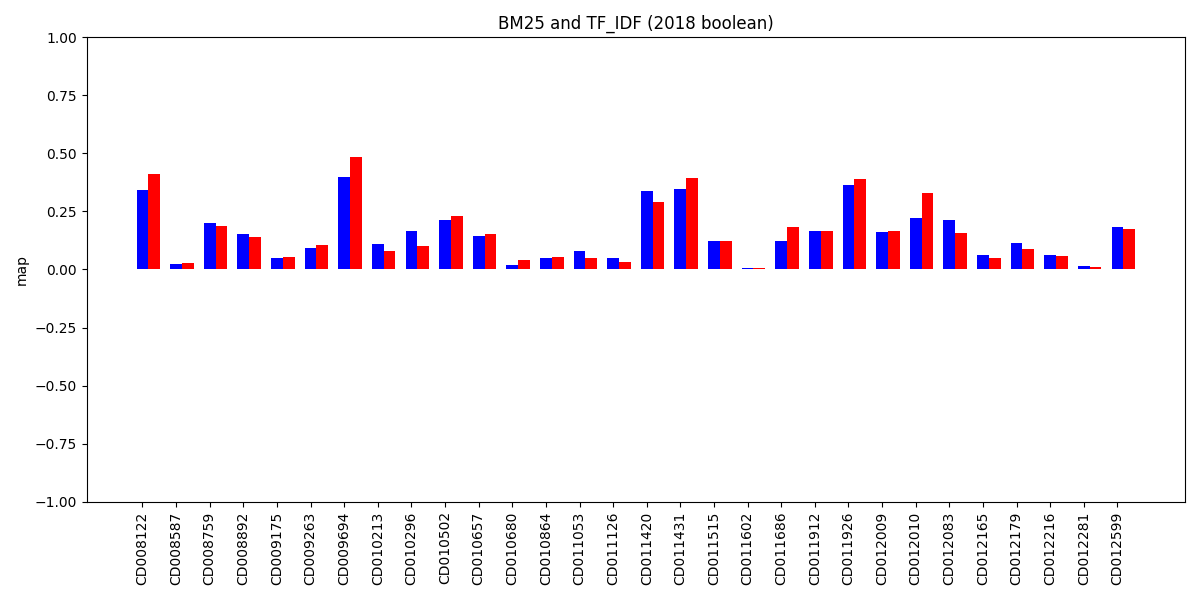 BM25 and TF_IDF (2018 boolean)
1.00
0.75
0.50
0.25
0.00
−0.25
−0.50
−0.75
−1.00
map
CD008122
CD008587
CD008759
CD008892
CD009175
CD009263
CD009694
CD010213
CD010296
CD010502
CD010657
CD010680
CD010864
CD011053
CD011126
CD011420
CD011431
CD011515
CD011602
CD011686
CD011912
CD011926
CD012009
CD012010
CD012083
CD012165
CD012179
CD012216
CD012281
CD012599